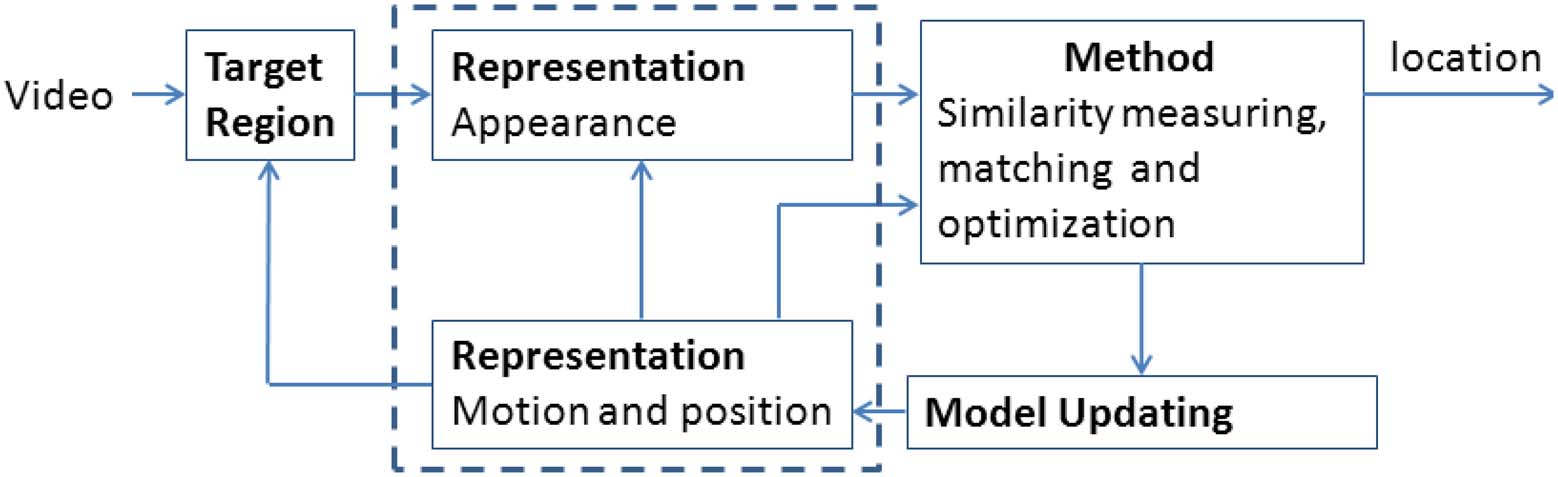 Video
Target
Region
Representation
Appearance
Method
Similarity measuring,
matching and
optimization
location
Representation
Motion and position
Model Updating